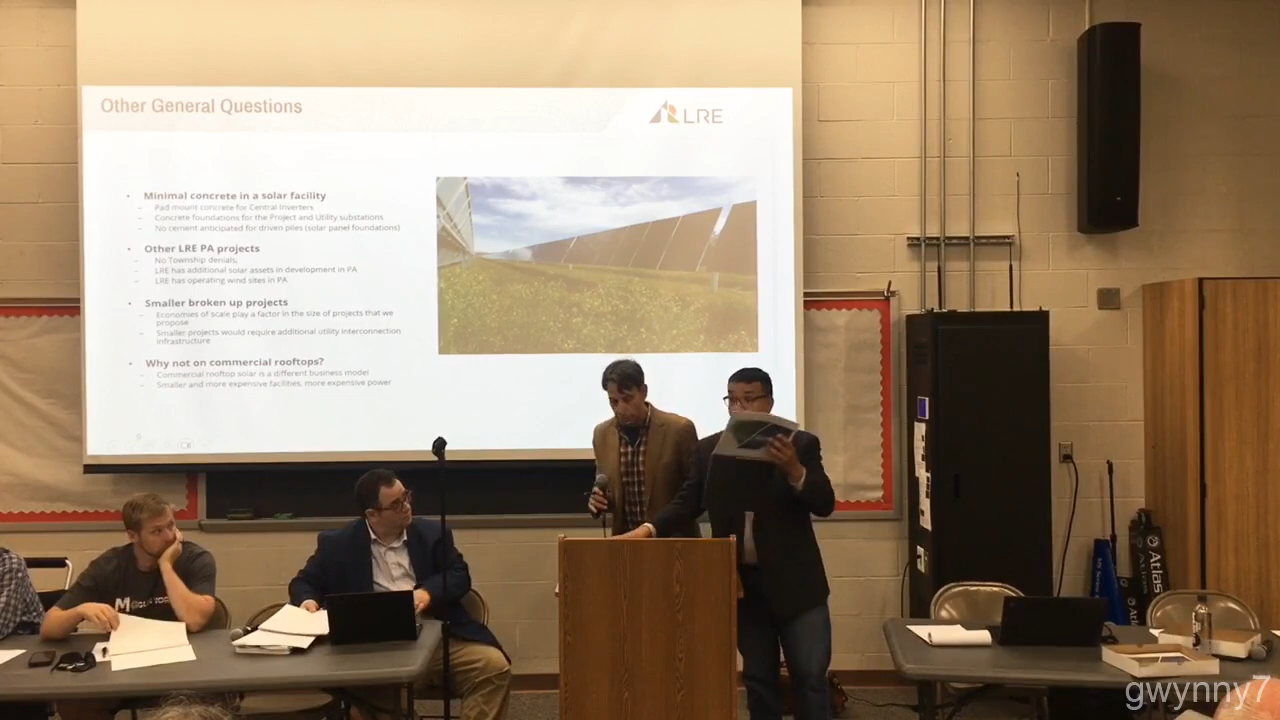 Other General Questions
LRE
• Minimal concrete in a solar facility
– Pad mount concrete for Central Inverters
– Concrete foundations for the Project and Utility substations
– No cement anticipated for driven piles (solar panel foundations)
• Other LRE PA projects
– No Township denials,
– LRE has additional solar assets in development in PA
– LRE has operating wind sites in PA
• Smaller broken up projects
– Economies of scale play a factor in the size of projects that we
propose
– Smaller projects would require additional utility interconnection
infrastructure
• Why not on commercial rooftops?
– Commercial rooftop solar is a different business model
– Smaller and more expensive facilities, more expensive power
Atlas
gwynny7